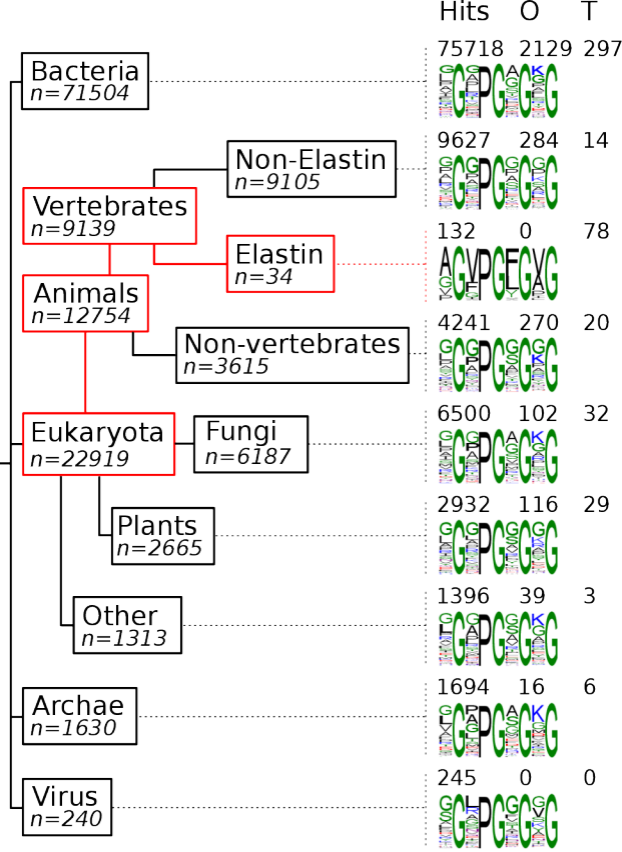 Hits O T
75718 2129 297
Bacteria
n=71504
9627 284 14
Non-Elastin
n=9105
Vertebrates
n=9139
132 0 78
Elastin
n=34
Animals
n=12754
4241 270 20
Non-vertebrates
n=3615
6500 102 32
Eukaryota
n=22919
Fungi
n=6187
2932 116 29
Plants
n=2665
1396 39 3
Other
n=1313
1694 16 6
Archae
n=1630
245 0 0
Virus
n=240